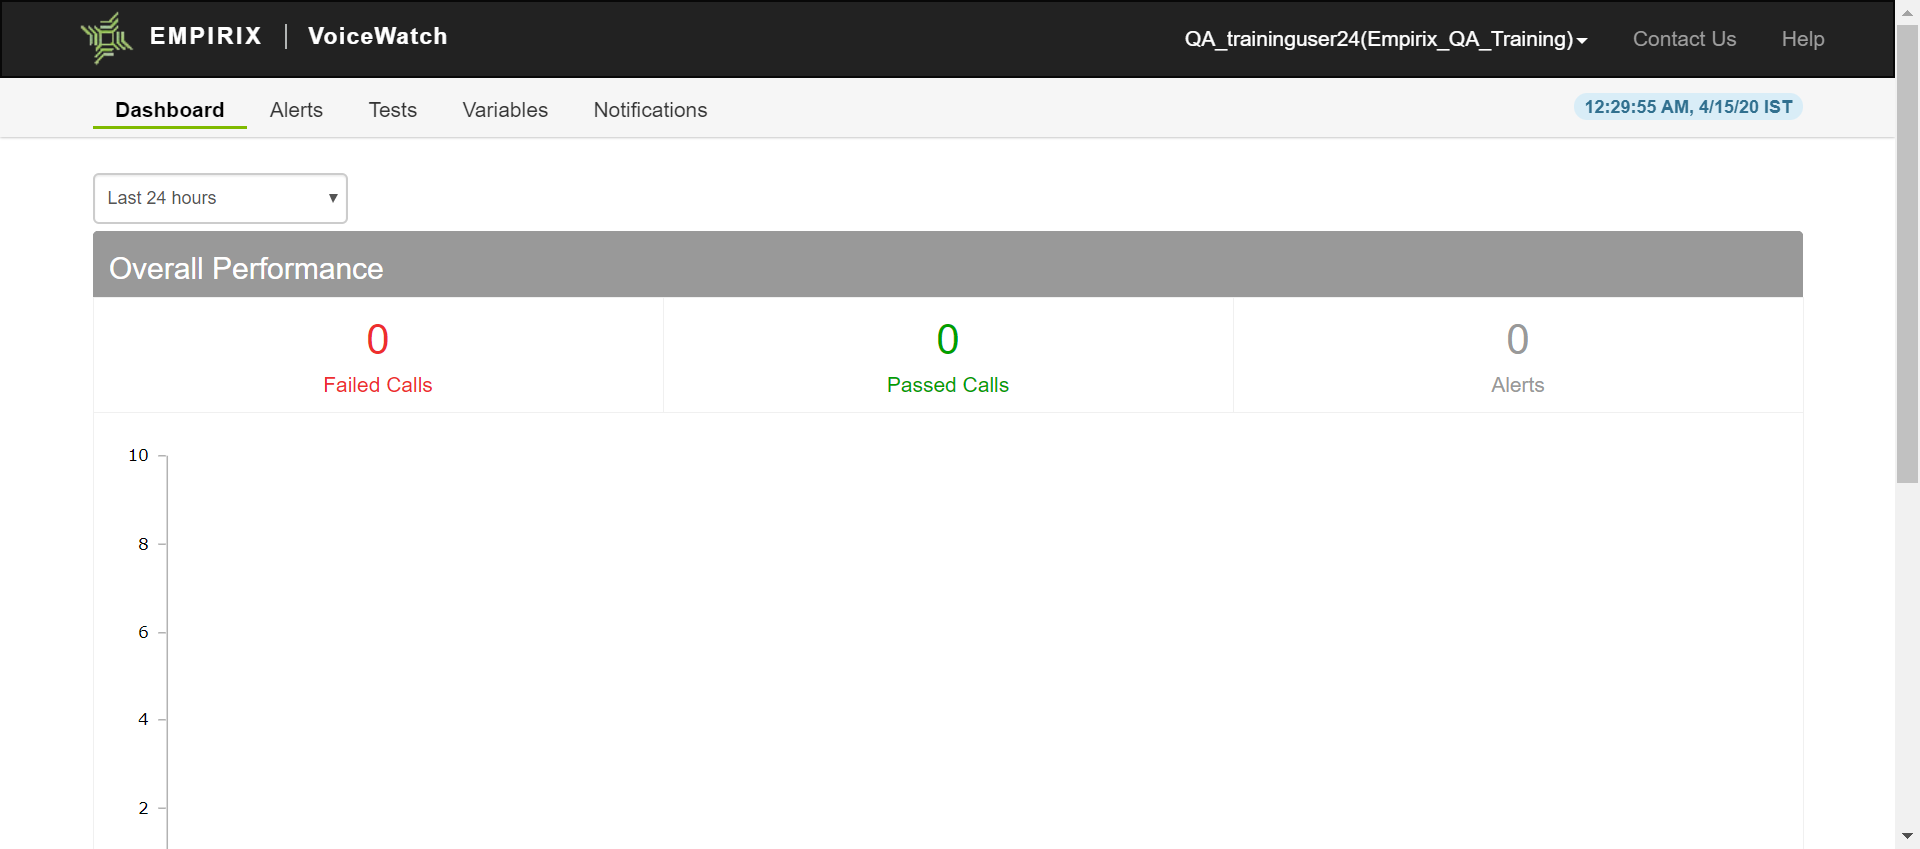 EMPIRIX | VoiceWatch
QA_traininguser24(Empirix_QA_Training)
Contact Us
Help
Dashboard
Alerts
Tests
Variables
Notifications
12:29:55 AM, 4/15/20 IST
Last 24 hours
Overall Performance
0
Failed Calls
0
Passed Calls
0
Alerts
10
8
6
4
2